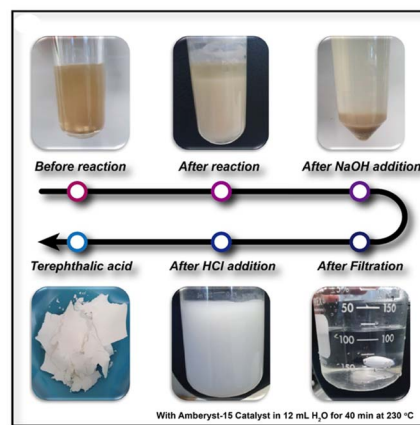 Before reaction
After reaction
After NaOH addition
Terephthalic acid
After HCl addition
After Filtration
50
150
100
100
With Amberyst-15 Catalyst in 12 mL H₂O for 40 min at 230 °C